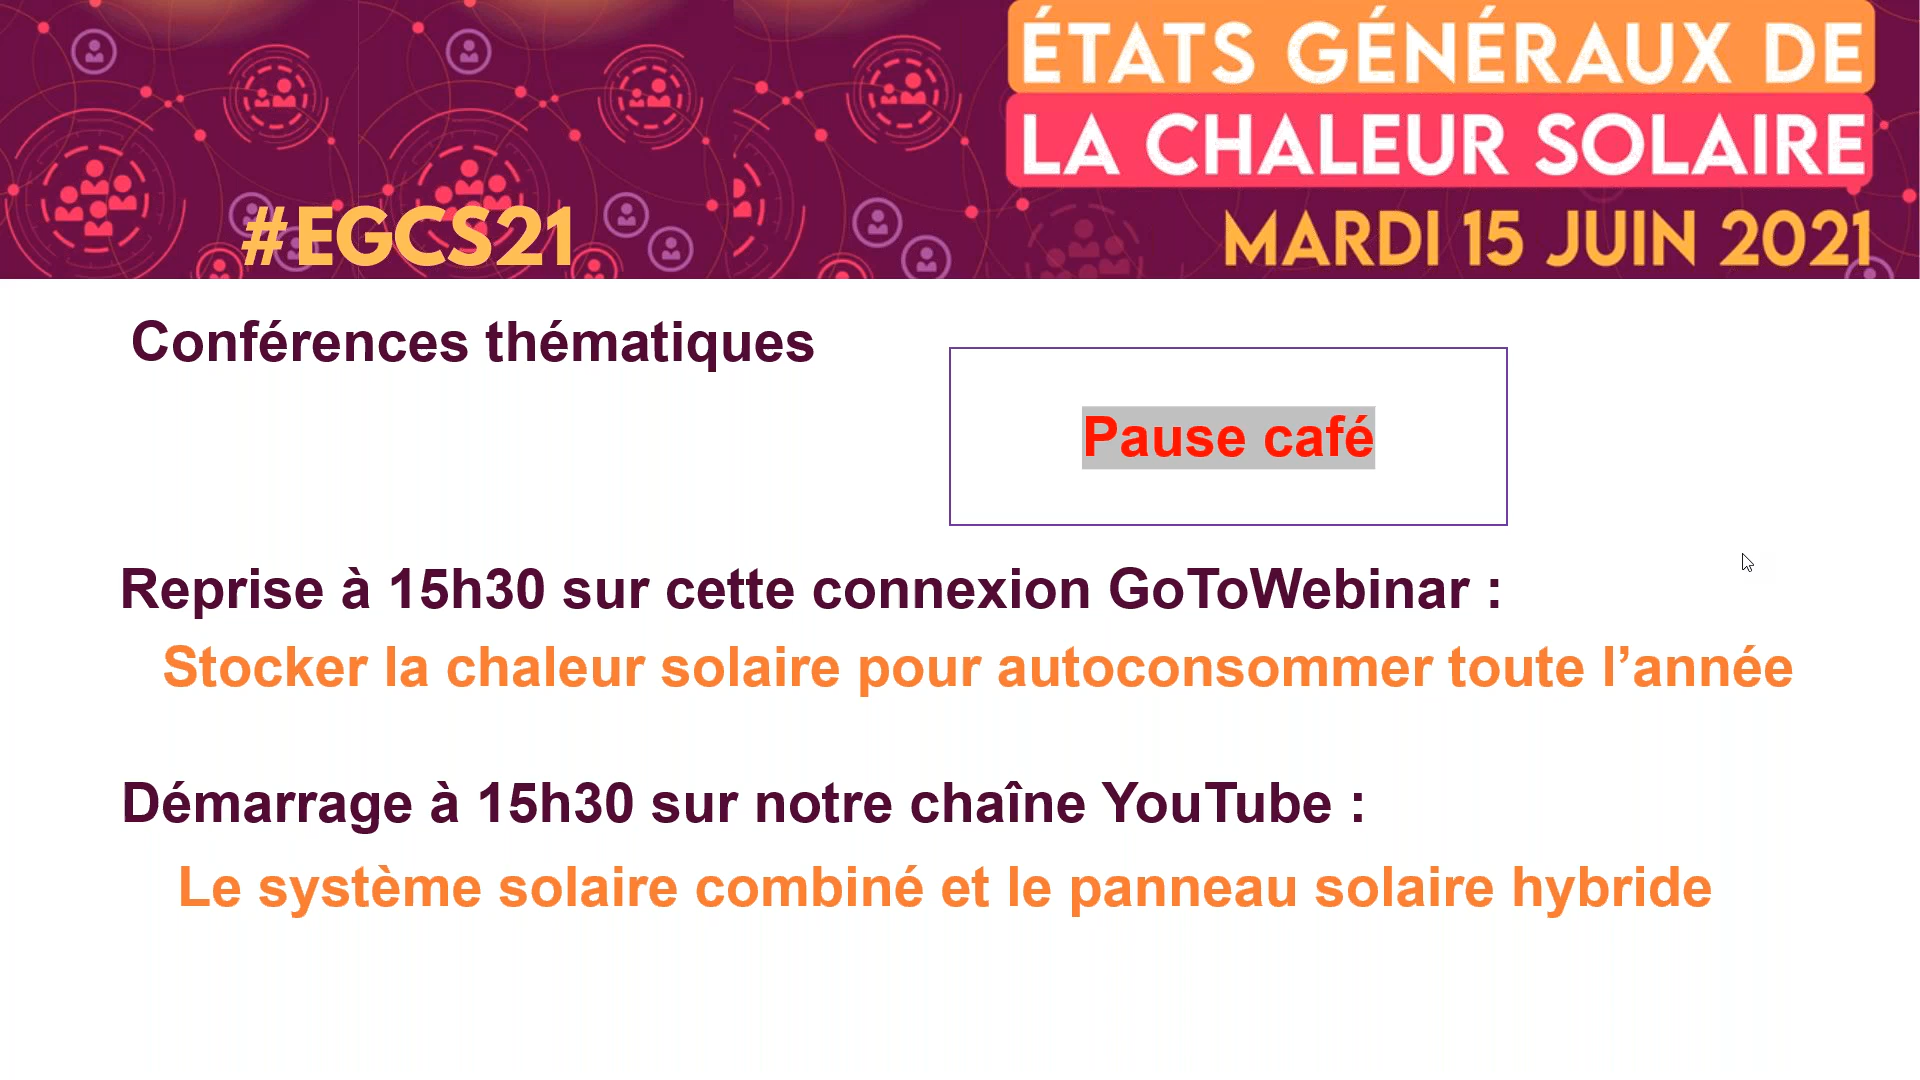 ÉTATS GÉNÉRAUX DE
LA CHALEUR SOLAIRE
#EGCS21
MARDI 15 JUIN 2021
Conférences thématiques
Pause café
Reprise à 15h30 sur cette connexion GoToWebinar :
Stocker la chaleur solaire pour autoconsommer toute l’année
Démarrage à 15h30 sur notre chaîne YouTube :
Le système solaire combiné et le panneau solaire hybride